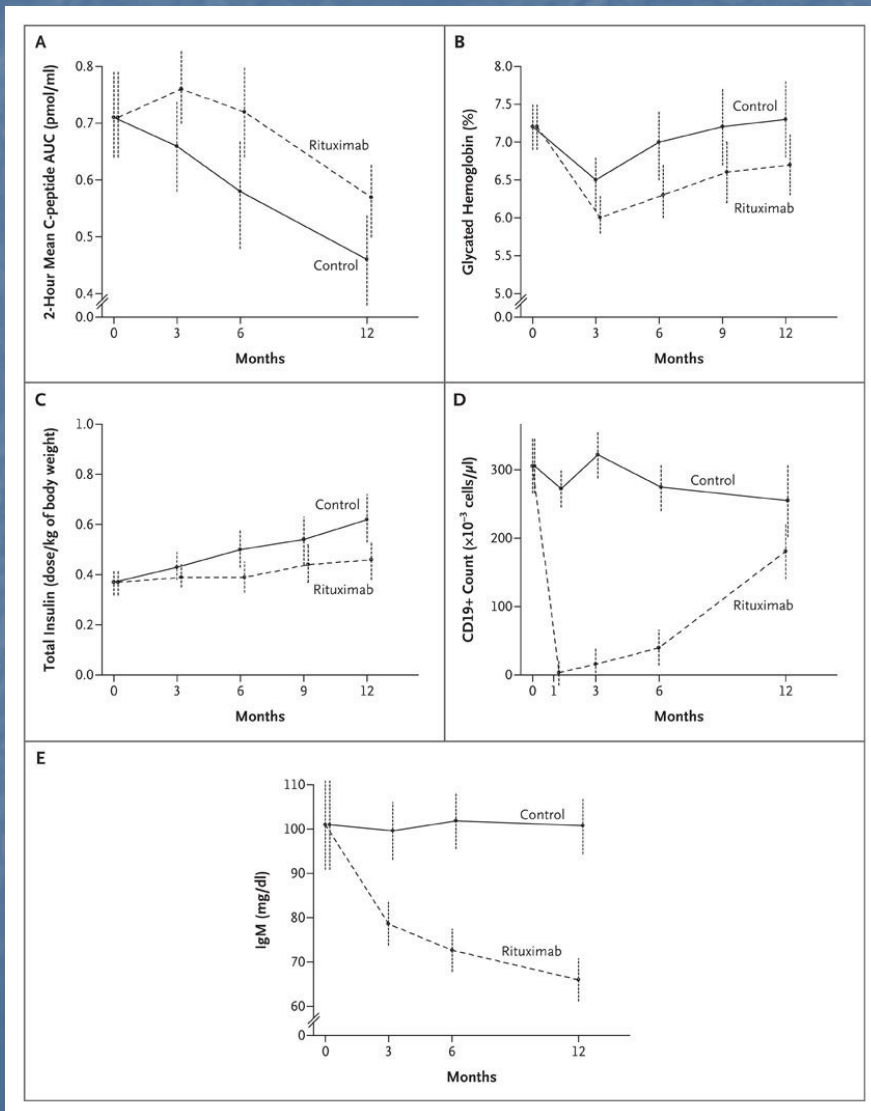 A
2-Hour Mean C-peptide AUC (pmol/ml)
0.8
0.7
0.6
0.5
0.4
0.0
Rituximab
Control
0 3 6 12
Months
B
Glycated Hemoglobin (%)
8.0
7.5
7.0
6.5
6.0
5.5
5.0
0.0
Control
Rituximab
0 3 6 9 12
Months
C
Total Insulin (dose/kg of body weight)
1.0
0.8
0.6
0.4
0.2
0.0
Control
Rituximab
0 3 6 9 12
Months
D
CD19+ Count (×10⁻³ cells/μl)
300
200
100
0
Control
Rituximab
0 1 3 6 12
Months
E
IgM (mg/dl)
110
100
90
80
70
60
0
Control
Rituximab
0 3 6 12
Months